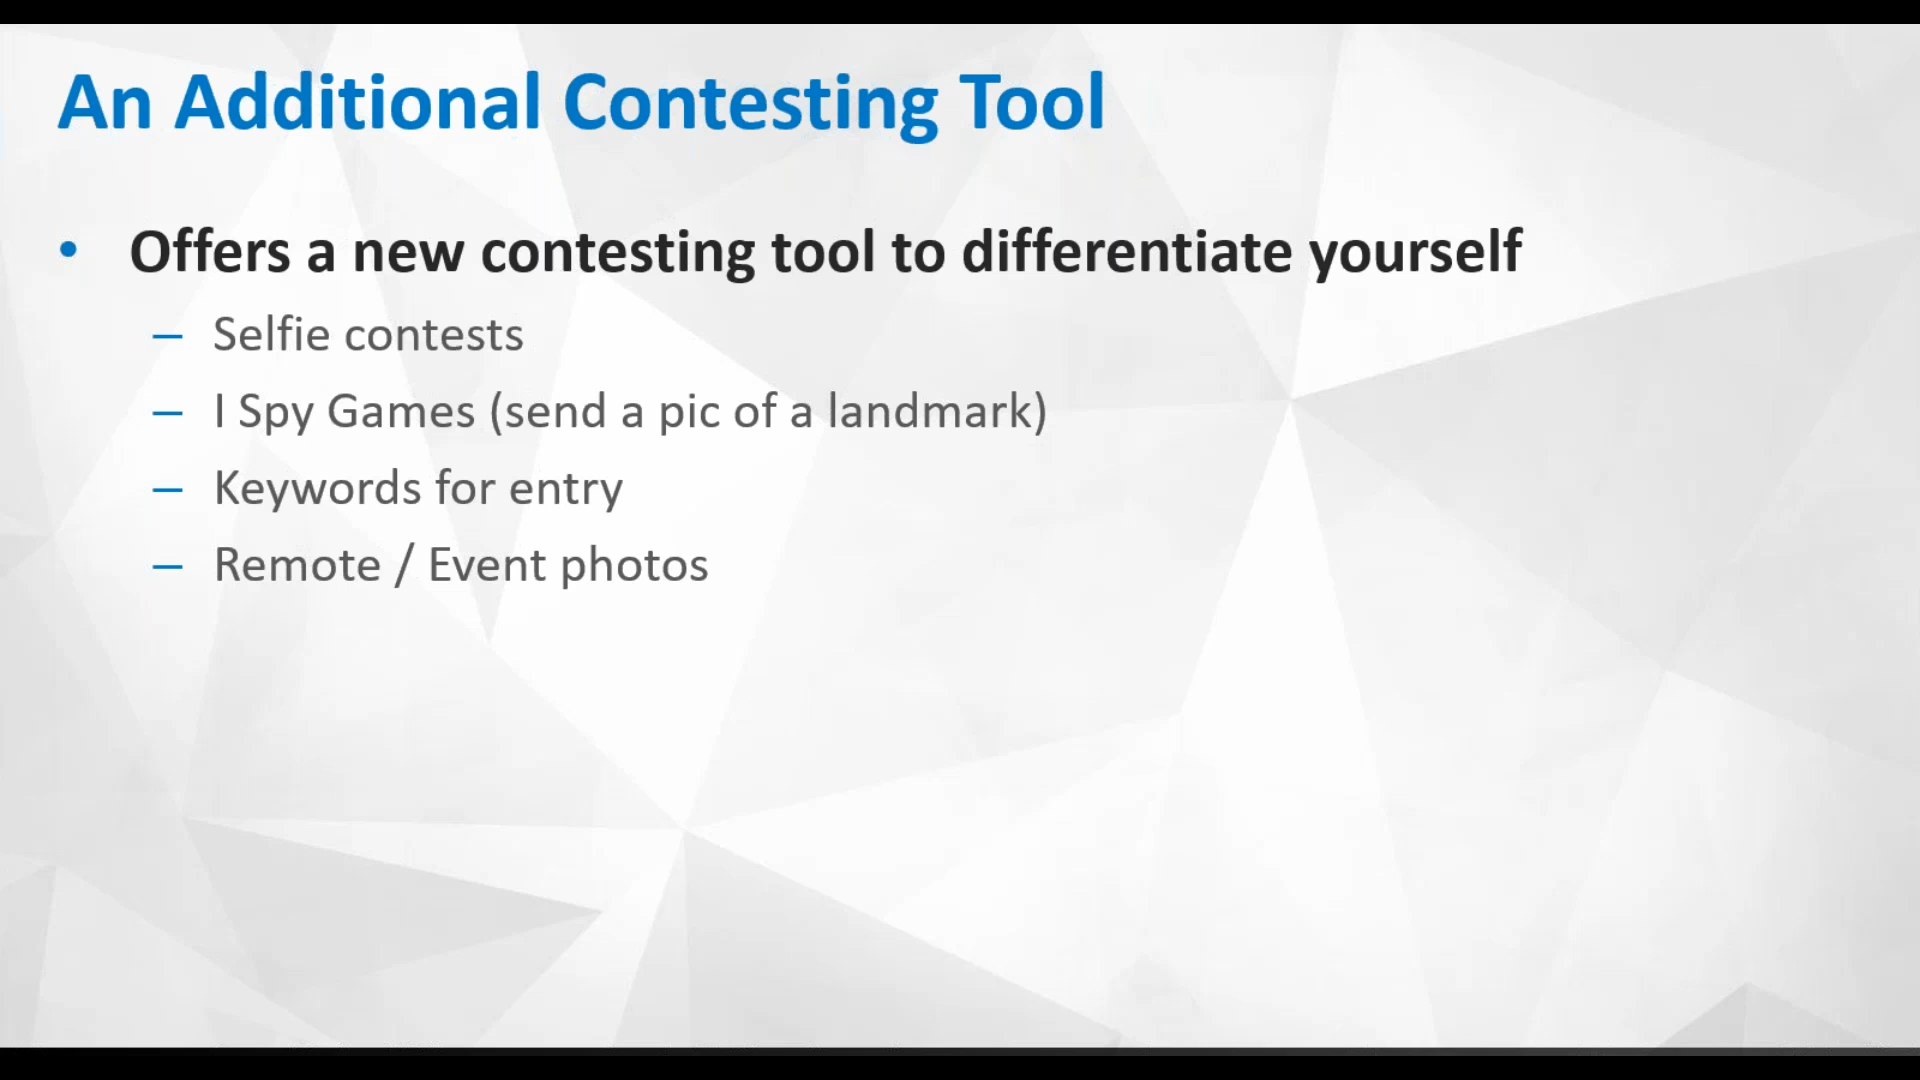 An Additional Contesting Tool
• Offers a new contesting tool to differentiate yourself
– Selfie contests
– I Spy Games (send a pic of a landmark)
– Keywords for entry
– Remote / Event photos